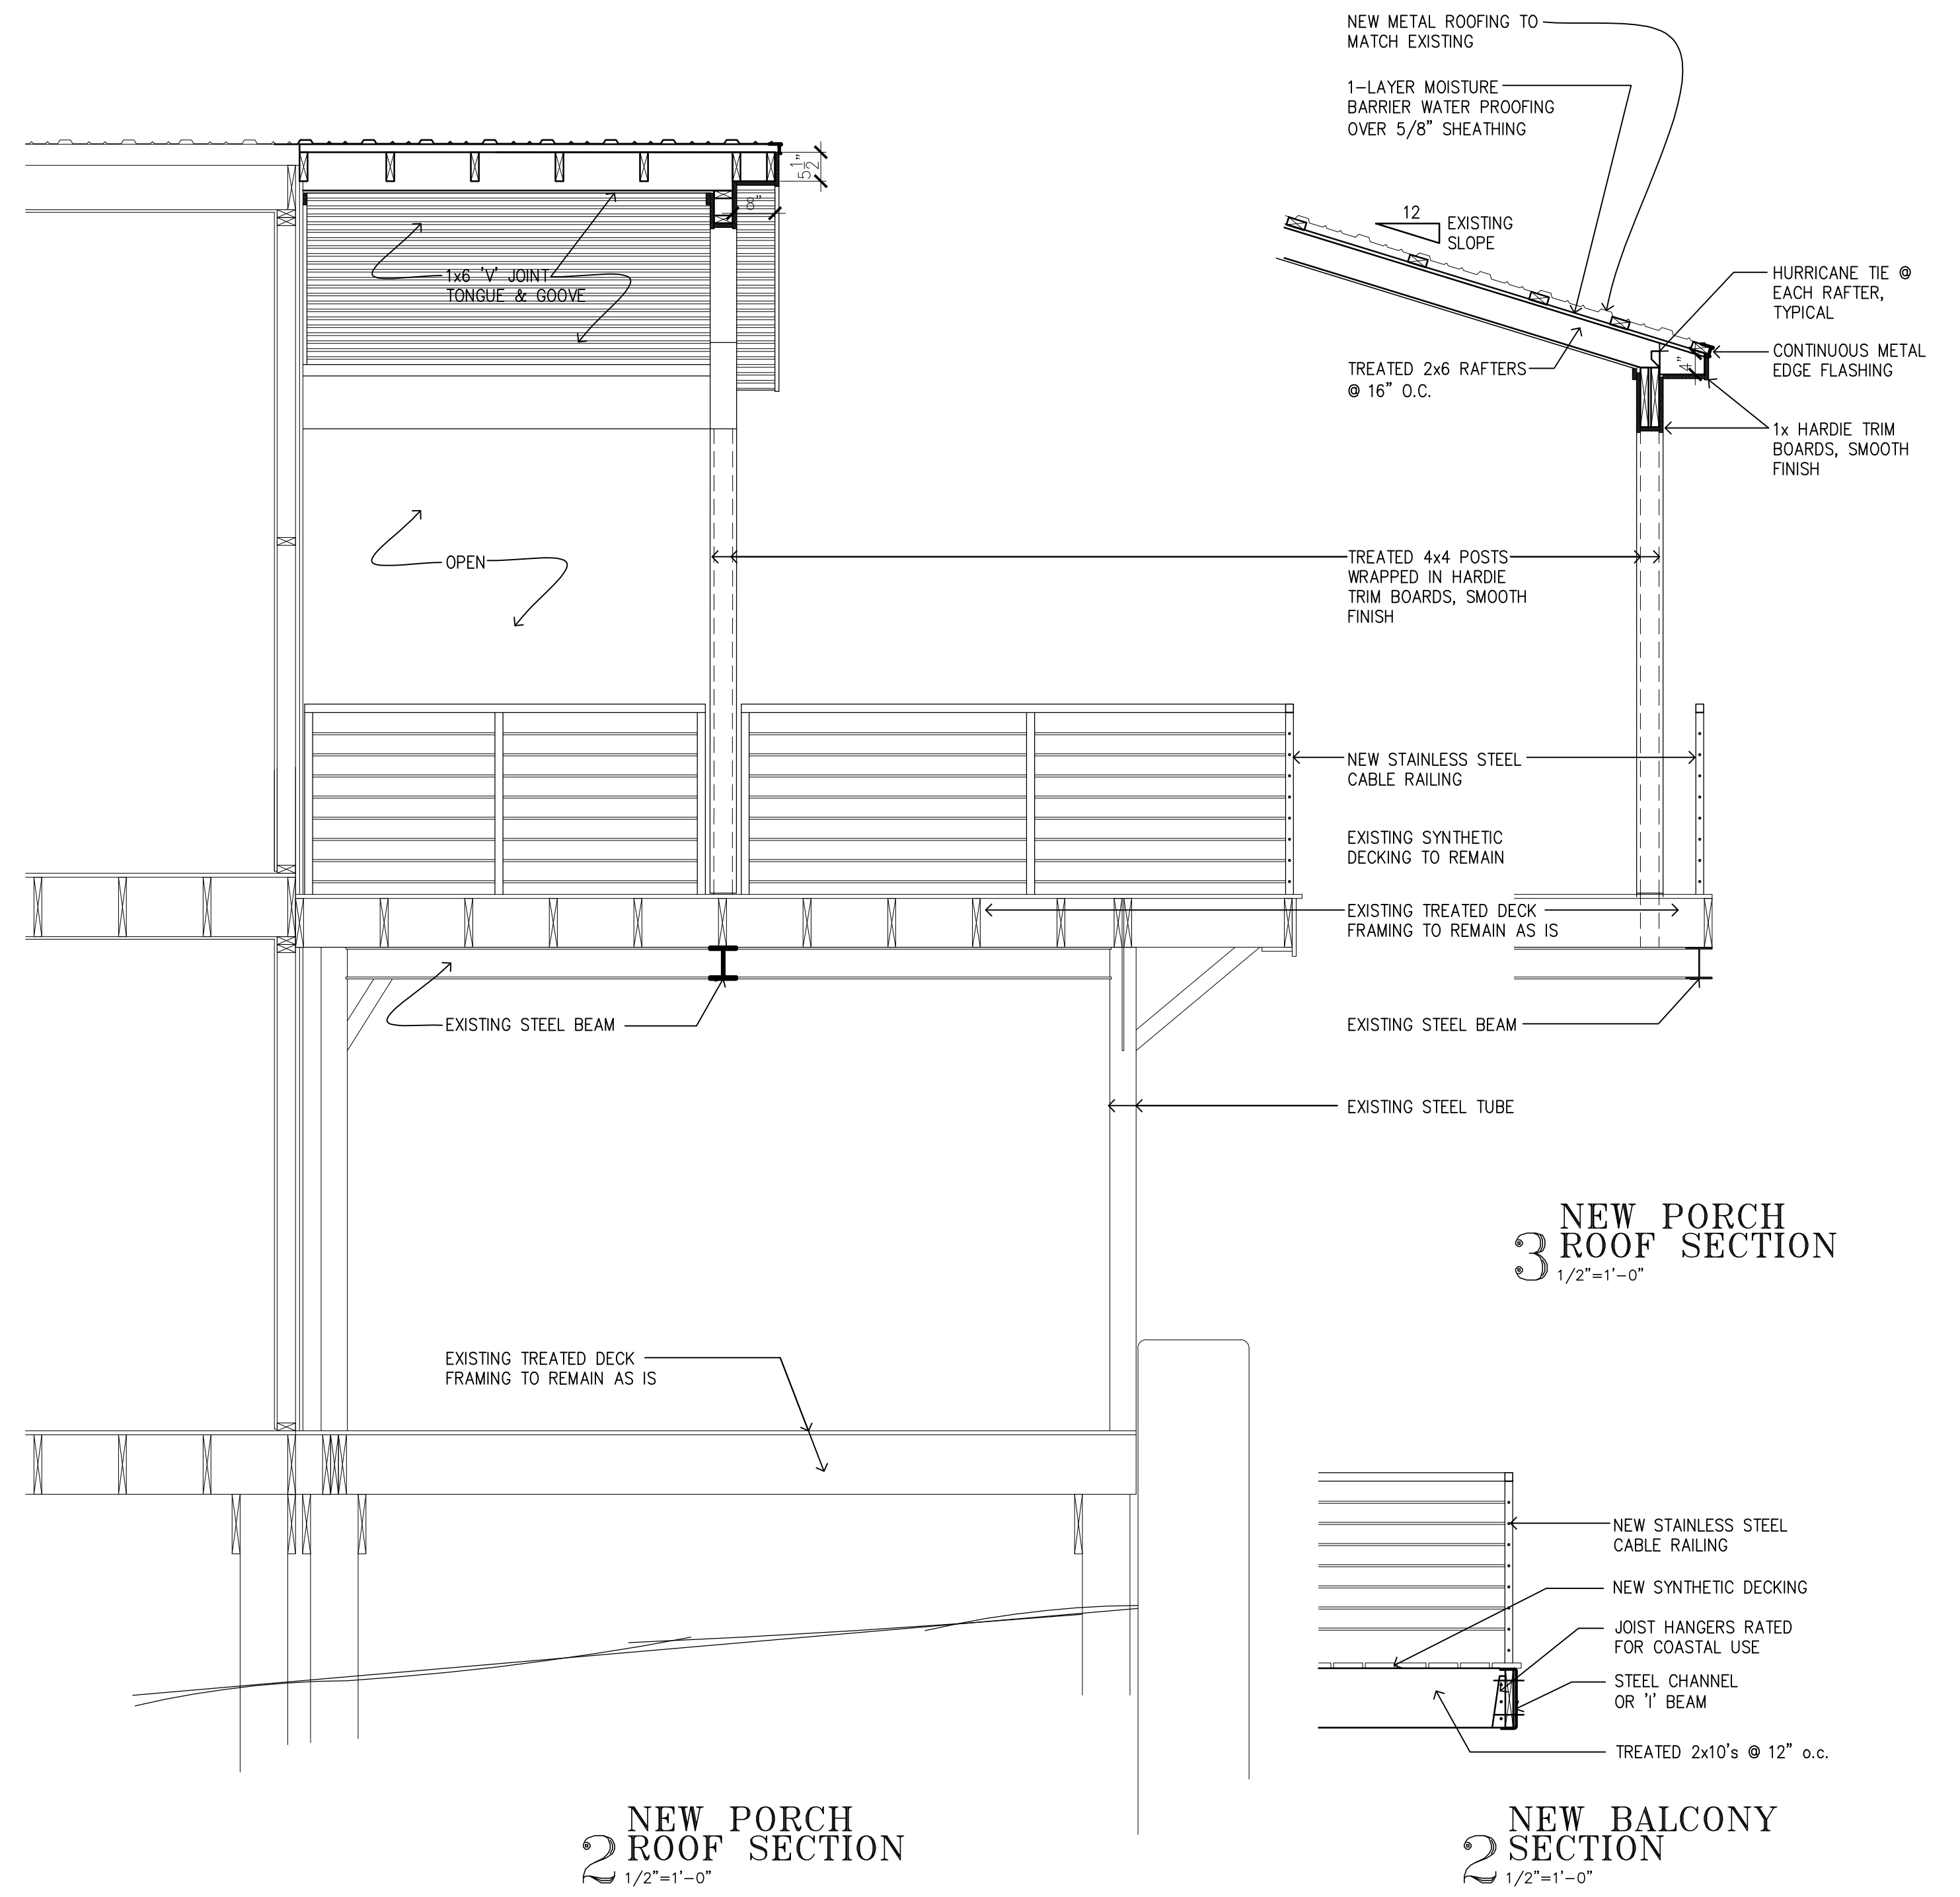 NEW METAL ROOFING TO
MATCH EXISTING
1-LAYER MOISTURE
BARRIER WATER PROOFING
OVER 5/8" SHEATHING
5 1/2"
8"
1x6 'V' JOINT
TONGUE & GOOVE
12
EXISTING
SLOPE
HURRICANE TIE @
EACH RAFTER,
TYPICAL
4"
CONTINUOUS METAL
EDGE FLASHING
TREATED 2x6 RAFTERS
@ 16" O.C.
1x HARDIE TRIM
BOARDS, SMOOTH
FINISH
OPEN
TREATED 4x4 POSTS
WRAPPED IN HARDIE
TRIM BOARDS, SMOOTH
FINISH
NEW STAINLESS STEEL
CABLE RAILING
EXISTING SYNTHETIC
DECKING TO REMAIN
EXISTING TREATED DECK
FRAMING TO REMAIN AS IS
EXISTING STEEL BEAM
EXISTING STEEL BEAM
EXISTING STEEL TUBE
3 NEW PORCH
ROOF SECTION
1/2"=1'-0"
EXISTING TREATED DECK
FRAMING TO REMAIN AS IS
NEW STAINLESS STEEL
CABLE RAILING
NEW SYNTHETIC DECKING
JOIST HANGERS RATED
FOR COASTAL USE
STEEL CHANNEL
OR 'I' BEAM
TREATED 2x10's @ 12" o.c.
2 NEW PORCH
ROOF SECTION
1/2"=1'-0"
2 NEW BALCONY
SECTION
1/2"=1'-0"